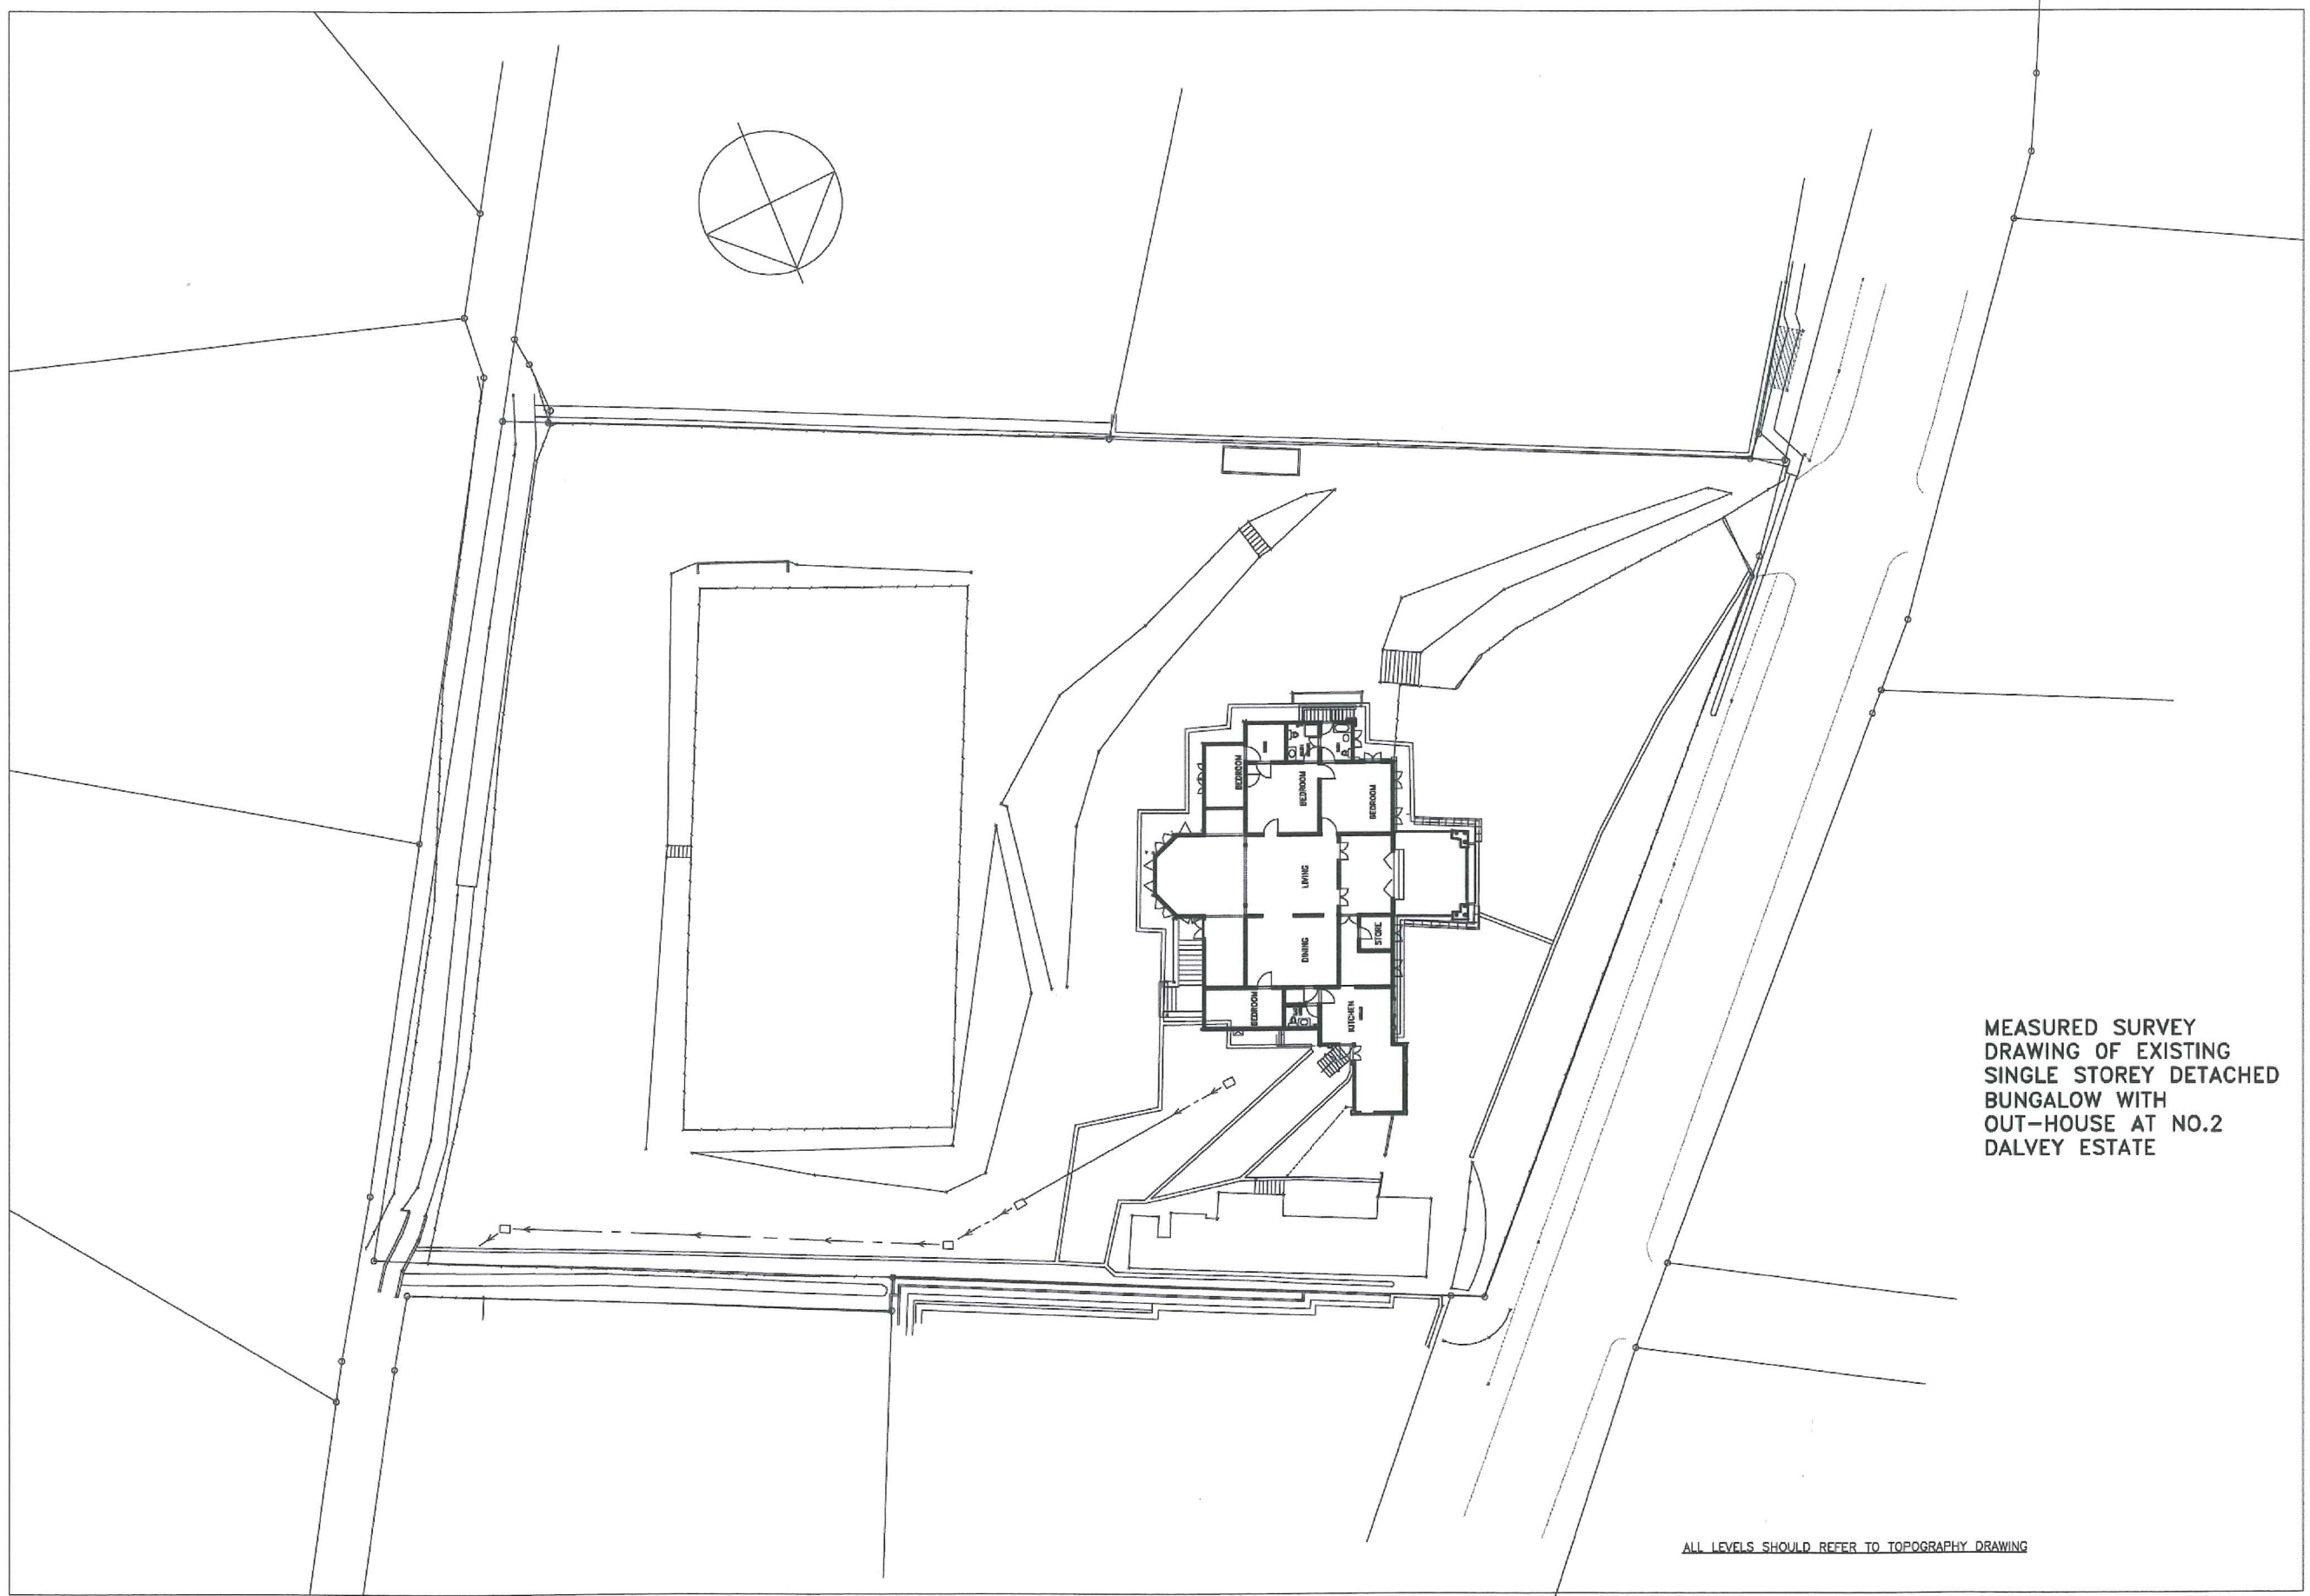 BEDROOM
BEDROOM
BEDROOM
LIVING
STORE
DINING
BEDROOM
KITCHEN
MEASURED SURVEY
DRAWING OF EXISTING
SINGLE STOREY DETACHED
BUNGALOW WITH
OUT-HOUSE AT NO.2
DALVEY ESTATE
ALL LEVELS SHOULD REFER TO TOPOGRAPHY DRAWING